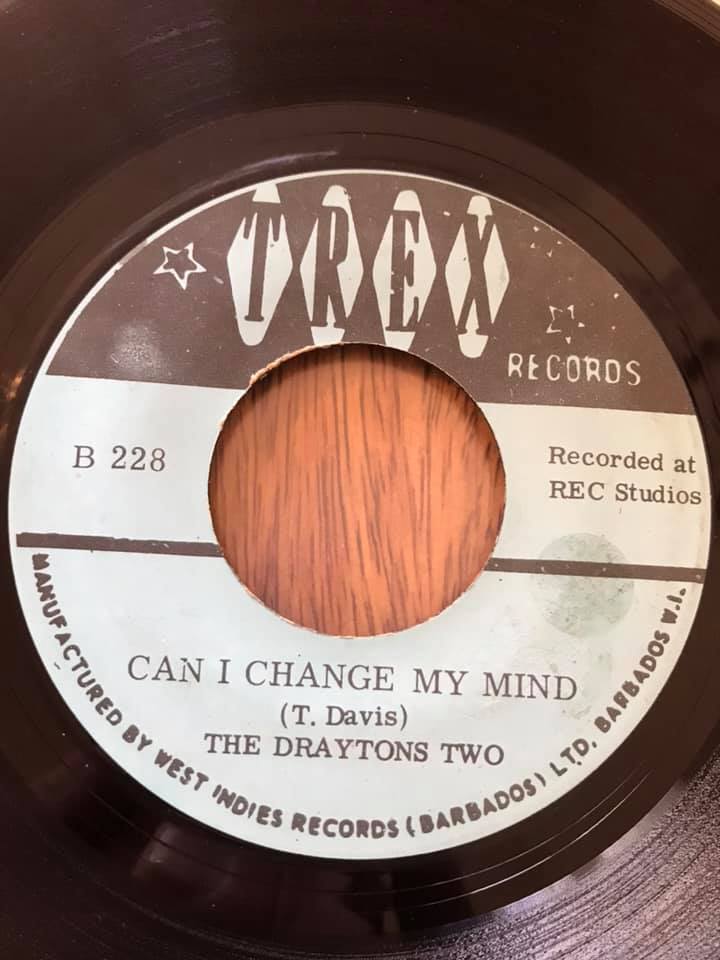 TREX
RECORDS
B 228
Recorded at
REC Studios
CAN I CHANGE MY MIND
(T. Davis)
THE DRAYTONS TWO
MANUFACTURED BY WEST INDIES RECORDS (BARBADOS) LTD. BARBADOS W.I.